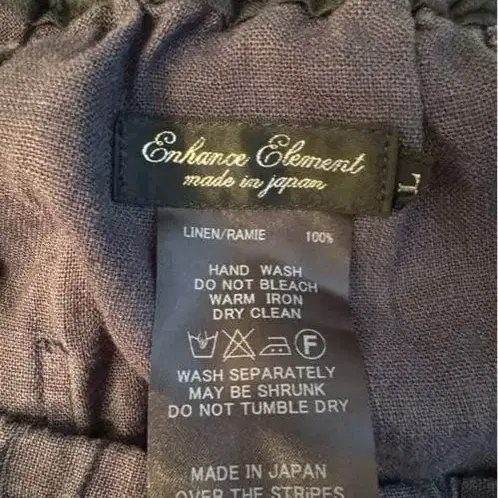 Enhance Element
made in japan
L
LINEN/RAMIE 100%
HAND WASH
DO NOT BLEACH
WARM IRON
DRY CLEAN
F
WASH SEPARATELY
MAY BE SHRUNK
DO NOT TUMBLE DRY
MADE IN JAPAN
OVER THE STRIPES